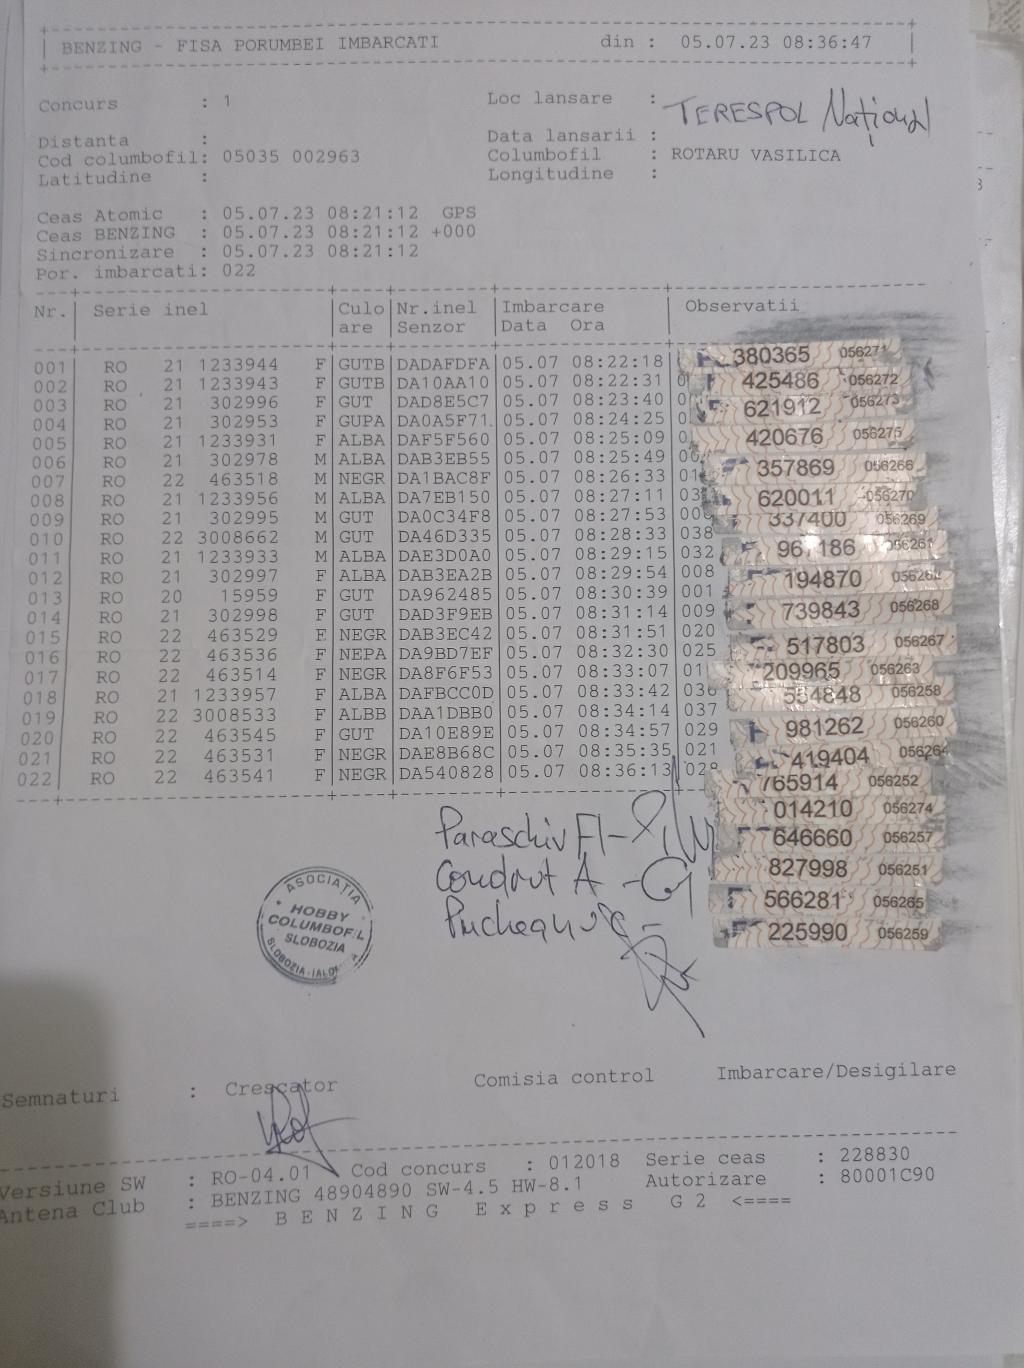 BENZING - FISA PORUMBEI IMBARCATI din : 05.07.23 08:36:47
Concurs : 1 Loc lansare : TERESPOL Național
Distanta : Data lansarii :
Cod columbofil: 05035 002963 Columbofil : ROTARU VASILICA
Latitudine : Longitudine :
Ceas Atomic : 05.07.23 08:21:12 GPS
Ceas BENZING : 05.07.23 08:21:12 +000
Sincronizare : 05.07.23 08:21:12
Por. imbarcati: 022
Nr. Serie inel Culo Nr.inel Imbarcare Observatii
are Senzor Data Ora
001 RO 21 1233944 F GUTB DADAFDFA 05.07 08:22:18 380365 056271
002 RO 21 1233943 F GUTB DA10AA10 05.07 08:22:31 425486 056272
003 RO 21 302996 F GUT DAD8E5C7 05.07 08:23:40 621912 056273
004 RO 21 302953 F GUPA DA0A5F71 05.07 08:24:25 420676 056275
005 RO 21 1233931 F ALBA DAF5F560 05.07 08:25:09
006 RO 21 302978 M ALBA DAB3EB55 05.07 08:25:49 357869 056266
007 RO 22 463518 M NEGR DA1BAC8F 05.07 08:26:33
008 RO 21 1233956 M ALBA DA7EB150 05.07 08:27:11 620011 056270
009 RO 21 302995 M GUT DA0C34F8 05.07 08:27:53 337400 056269
010 RO 22 3008662 M GUT DA46D335 05.07 08:28:33 038
011 RO 21 1233933 M ALBA DAE3D0A0 05.07 08:29:15 032 961186 056261
012 RO 21 302997 F ALBA DAB3EA2B 05.07 08:29:54 008 194870
013 RO 20 15959 F GUT DA962485 05.07 08:30:39 001
014 RO 21 302998 F GUT DAD3F9EB 05.07 08:31:14 009 739843 056268
015 RO 22 463529 F NEGR DAB3EC42 05.07 08:31:51 020 517803 056267
016 RO 22 463536 F NEPA DA9BD7EF 05.07 08:32:30 025
017 RO 22 463514 F NEGR DA8F6F53 05.07 08:33:07 209965 056263
018 RO 21 1233957 F ALBA DAFBCC0D 05.07 08:33:42 036 554848 056258
019 RO 22 3008533 F ALBB DAA1DBB0 05.07 08:34:14 037
020 RO 22 463545 F GUT DA10E89E 05.07 08:34:57 029 981262 056260
021 RO 22 463531 F NEGR DAE8B68C 05.07 08:35:35 021 419404 056264
022 RO 22 463541 F NEGR DA540828 05.07 08:36:13 028 765914 056252
014210 056274
646660 056257
827998 056251
566281 056265
225990 056259
Paraschiv Fl -
Condrut A -
ASOCIAȚIA
HOBBY
COLUMBOFIL
SLOBOZIA
SLOBOZIA
Semnaturi : Crescator Comisia control Imbarcare/Desigilare
Versiune SW : RO-04.01 Cod concurs : 012018 Serie ceas : 228830
Antena Club : BENZING 48904890 SW-4.5 HW-8.1 Autorizare : 80001C90
====> B E N Z I N G E x p r e s s G 2 <====